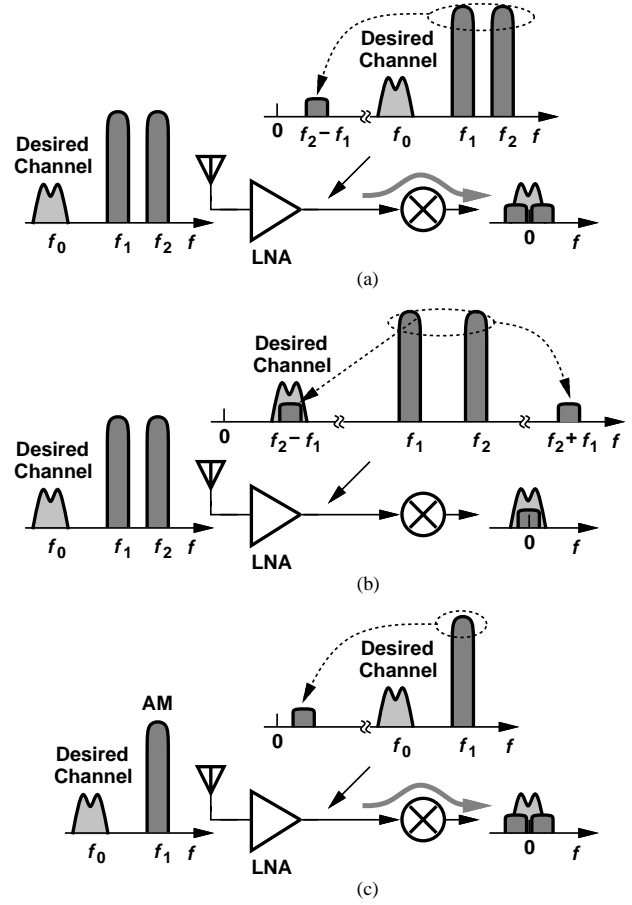 Desired
Channel
0
f2 − f1
f0
f1
f2
f
Desired
Channel
f0
f1
f2
f
LNA
0
f
(a)
Desired
Channel
0
f2 − f1
f1
f2
f2 + f1
f
Desired
Channel
f0
f1
f2
f
LNA
0
f
(b)
Desired
Channel
0
f0
f1
f
AM
Desired
Channel
f0
f1
f
LNA
0
f
(c)